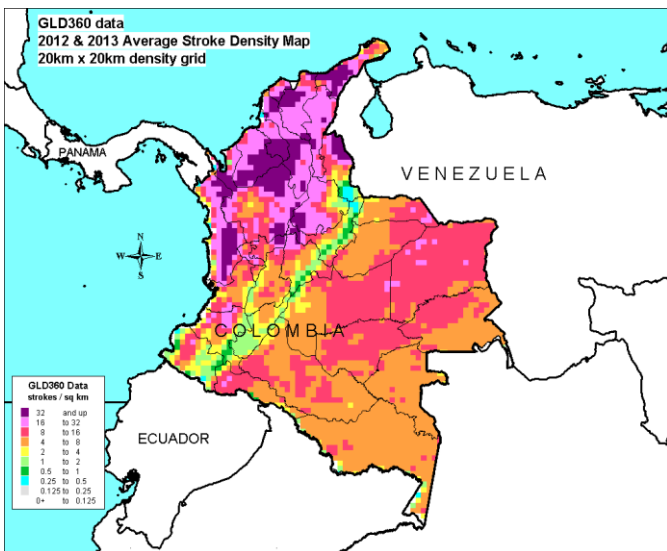 GLD360 data
2012 & 2013 Average Stroke Density Map
20km x 20km density grid
PANAMA
VENEZUELA
N
W E
S
COLOMBIA
GLD360 Data
strokes / sq km
32 and up
16 to 32
8 to 16
4 to 8
2 to 4
1 to 2
0.5 to 1
0.25 to 0.5
0.125 to 0.25
0+ to 0.125
ECUADOR